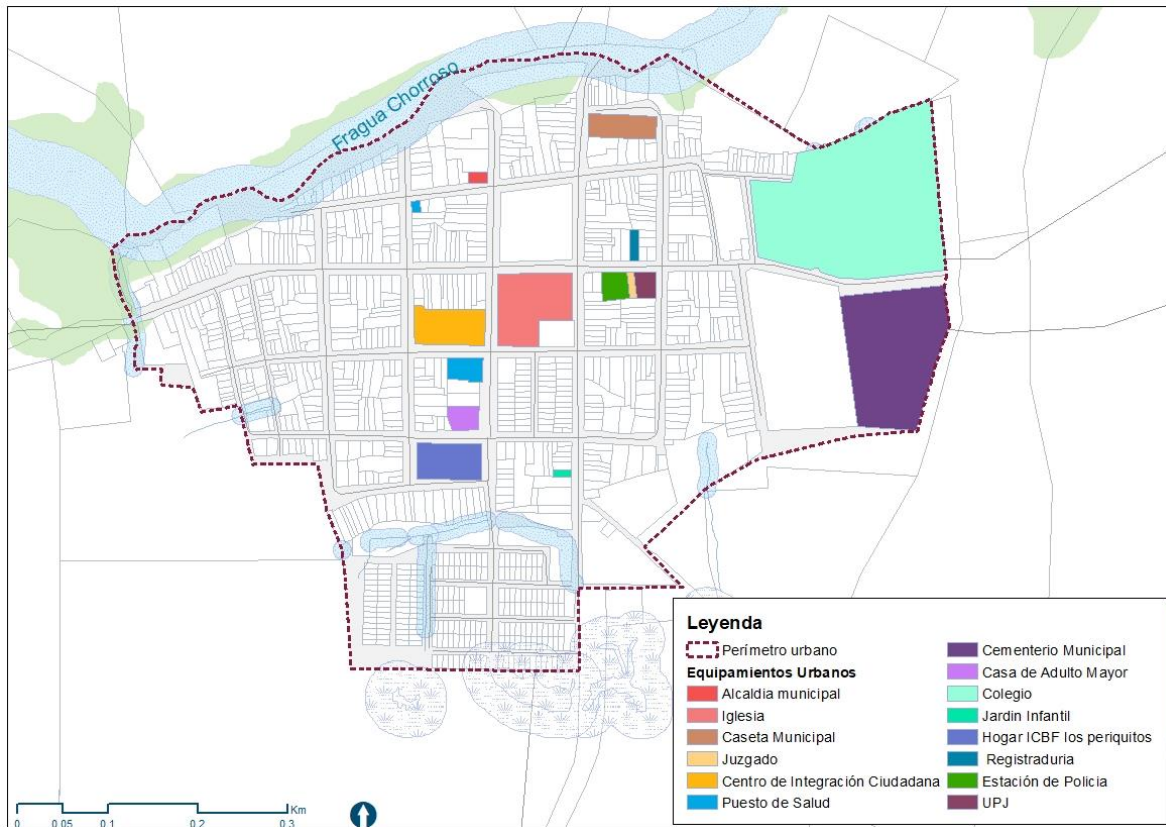 Fragua Chorroso
Leyenda
Perímetro urbano
Equipamientos Urbanos
Alcaldia municipal
Iglesia
Caseta Municipal
Juzgado
Centro de Integración Ciudadana
Puesto de Salud
Cementerio Municipal
Casa de Adulto Mayor
Colegio
Jardin Infantil
Hogar ICBF los periquitos
Registraduria
Estación de Policia
UPJ
Km
0 0.05 0.1 0.2 0.3